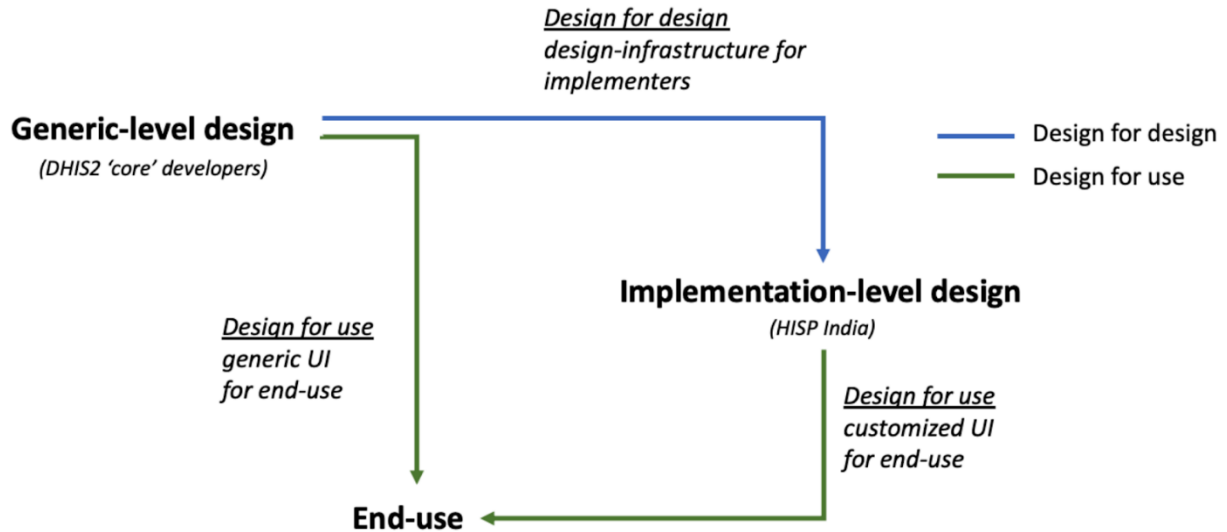 Design for design
design-infrastructure for
implementers
Generic-level design
(DHIS2 ‘core’ developers)
Design for design
Design for use
Implementation-level design
(HISP India)
Design for use
generic UI
for end-use
Design for use
customized UI
for end-use
End-use